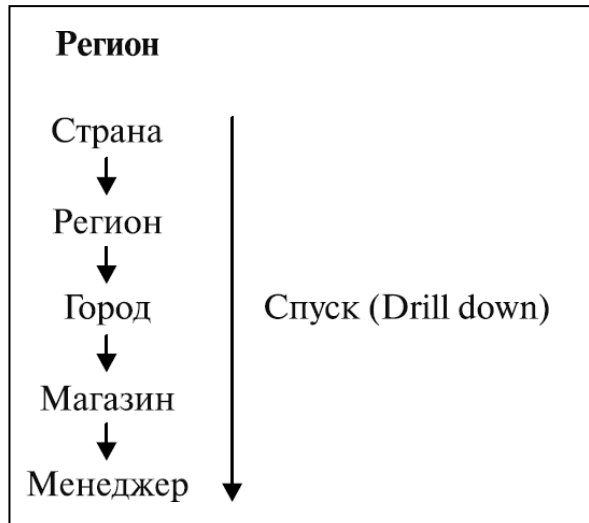 Регион
Страна
Регион
Город
Спуск (Drill down)
Магазин
Менеджер